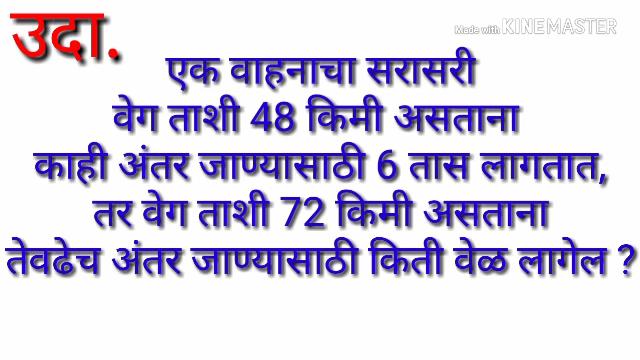 उदा.
Made with KINEMASTER
एक वाहनाचा सरासरी
वेग ताशी 48 किमी असताना
काही अंतर जाण्यासाठी 6 तास लागतात,
तर वेग ताशी 72 किमी असताना
तेवढेच अंतर जाण्यासाठी किती वेळ लागेल ?